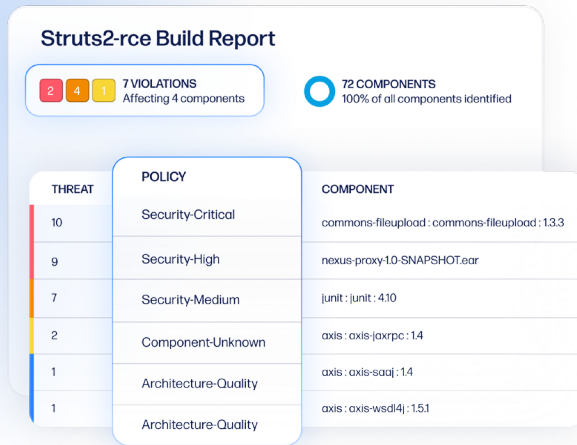 Struts2-rce Build Report
2 4 1 7 VIOLATIONS
Affecting 4 components
72 COMPONENTS
100% of all components identified
THREAT POLICY COMPONENT
10 Security-Critical commons-fileupload : commons-fileupload : 1.3.3
9 Security-High nexus-proxy-1.0-SNAPSHOT.ear
7 Security-Medium junit : junit : 4.10
2 Component-Unknown axis : axis-jaxrpc : 1.4
1 Architecture-Quality axis : axis-saaj : 1.4
1 Architecture-Quality axis : axis-wsdl4j : 1.5.1